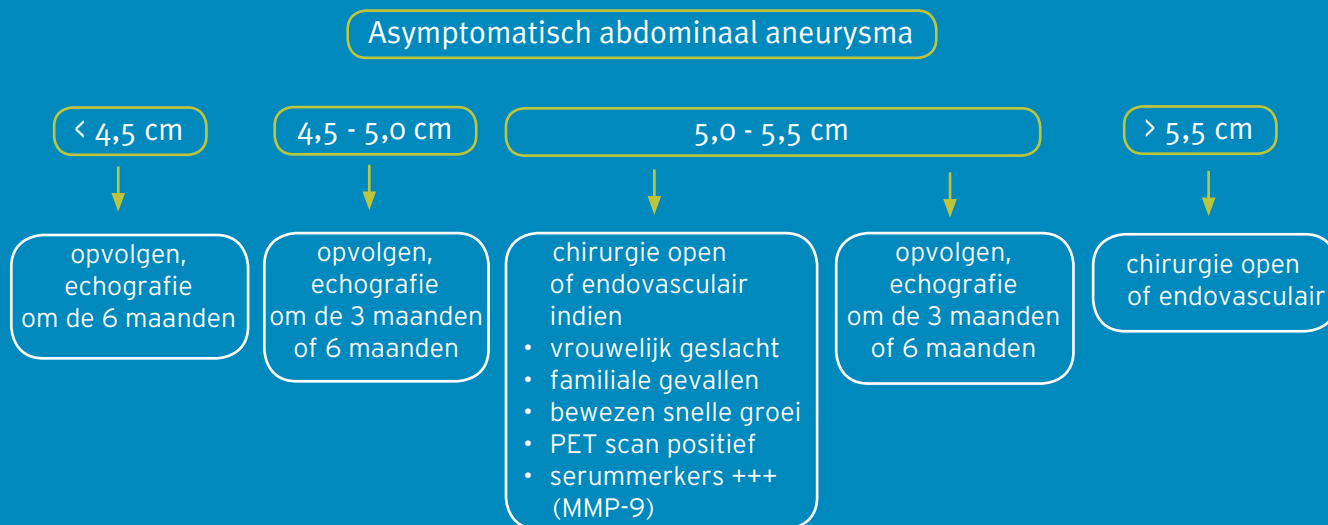 Asymptomatisch abdominaal aneurysma
< 4,5 cm
4,5 - 5,0 cm
5,0 - 5,5 cm
> 5,5 cm
opvolgen,
echografie
om de 6 maanden
opvolgen,
echografie
om de 3 maanden
of 6 maanden
chirurgie open
of endovasculair
indien
• vrouwelijk geslacht
• familiale gevallen
• bewezen snelle groei
• PET scan positief
• serummerkers +++
(MMP-9)
opvolgen,
echografie
om de 3 maanden
of 6 maanden
chirurgie open
of endovasculair